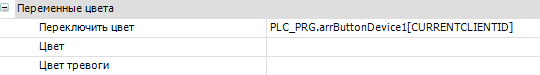 Переменные цвета
Переключить цвет PLC_PRG.arrButtonDevice1[CURRENTCLIENTID]
Цвет
Цвет тревоги